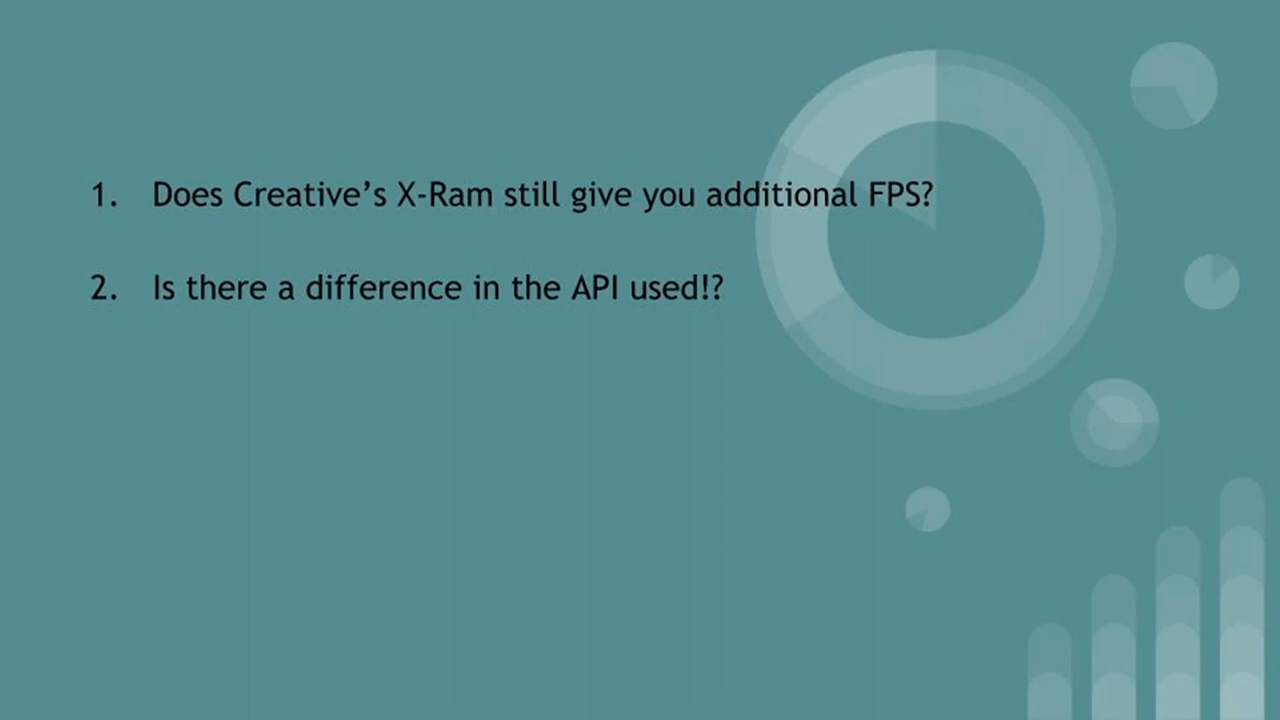 1. Does Creative’s X-Ram still give you additional FPS?
2. Is there a difference in the API used!?